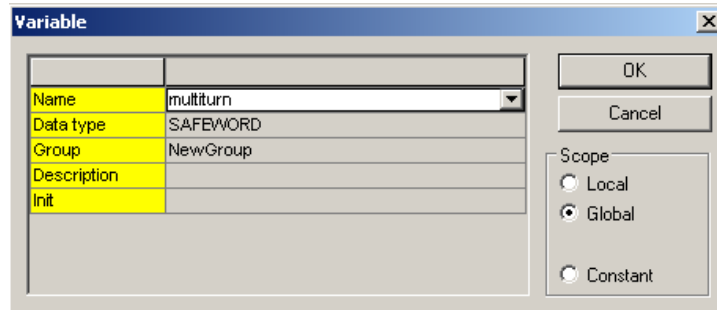 Variable
Name multiturn
Data type SAFEWORD
Group NewGroup
Description
Init
OK
Cancel
Scope
Local
Global
Constant